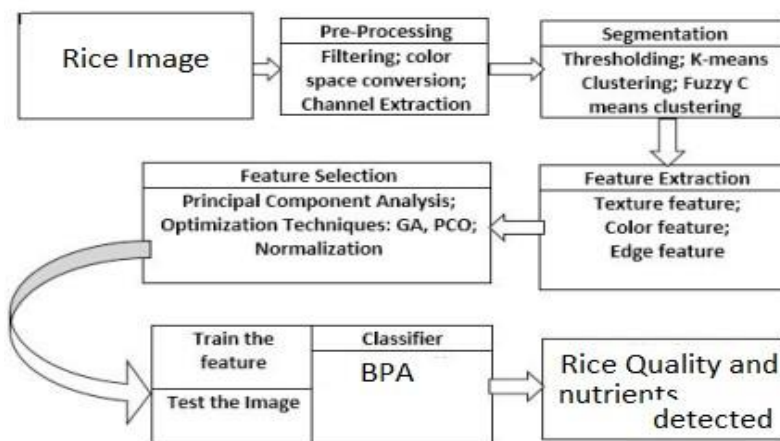 Rice Image
Pre-Processing
Filtering; color
space conversion;
Channel Extraction
Segmentation
Thresholding; K-means
Clustering; Fuzzy C
means clustering
Feature Extraction
Texture feature;
Color feature;
Edge feature
Feature Selection
Principal Component Analysis;
Optimization Techniques: GA, PCO;
Normalization
Train the
feature
Test the Image
Classifier
BPA
Rice Quality and
nutrients
detected